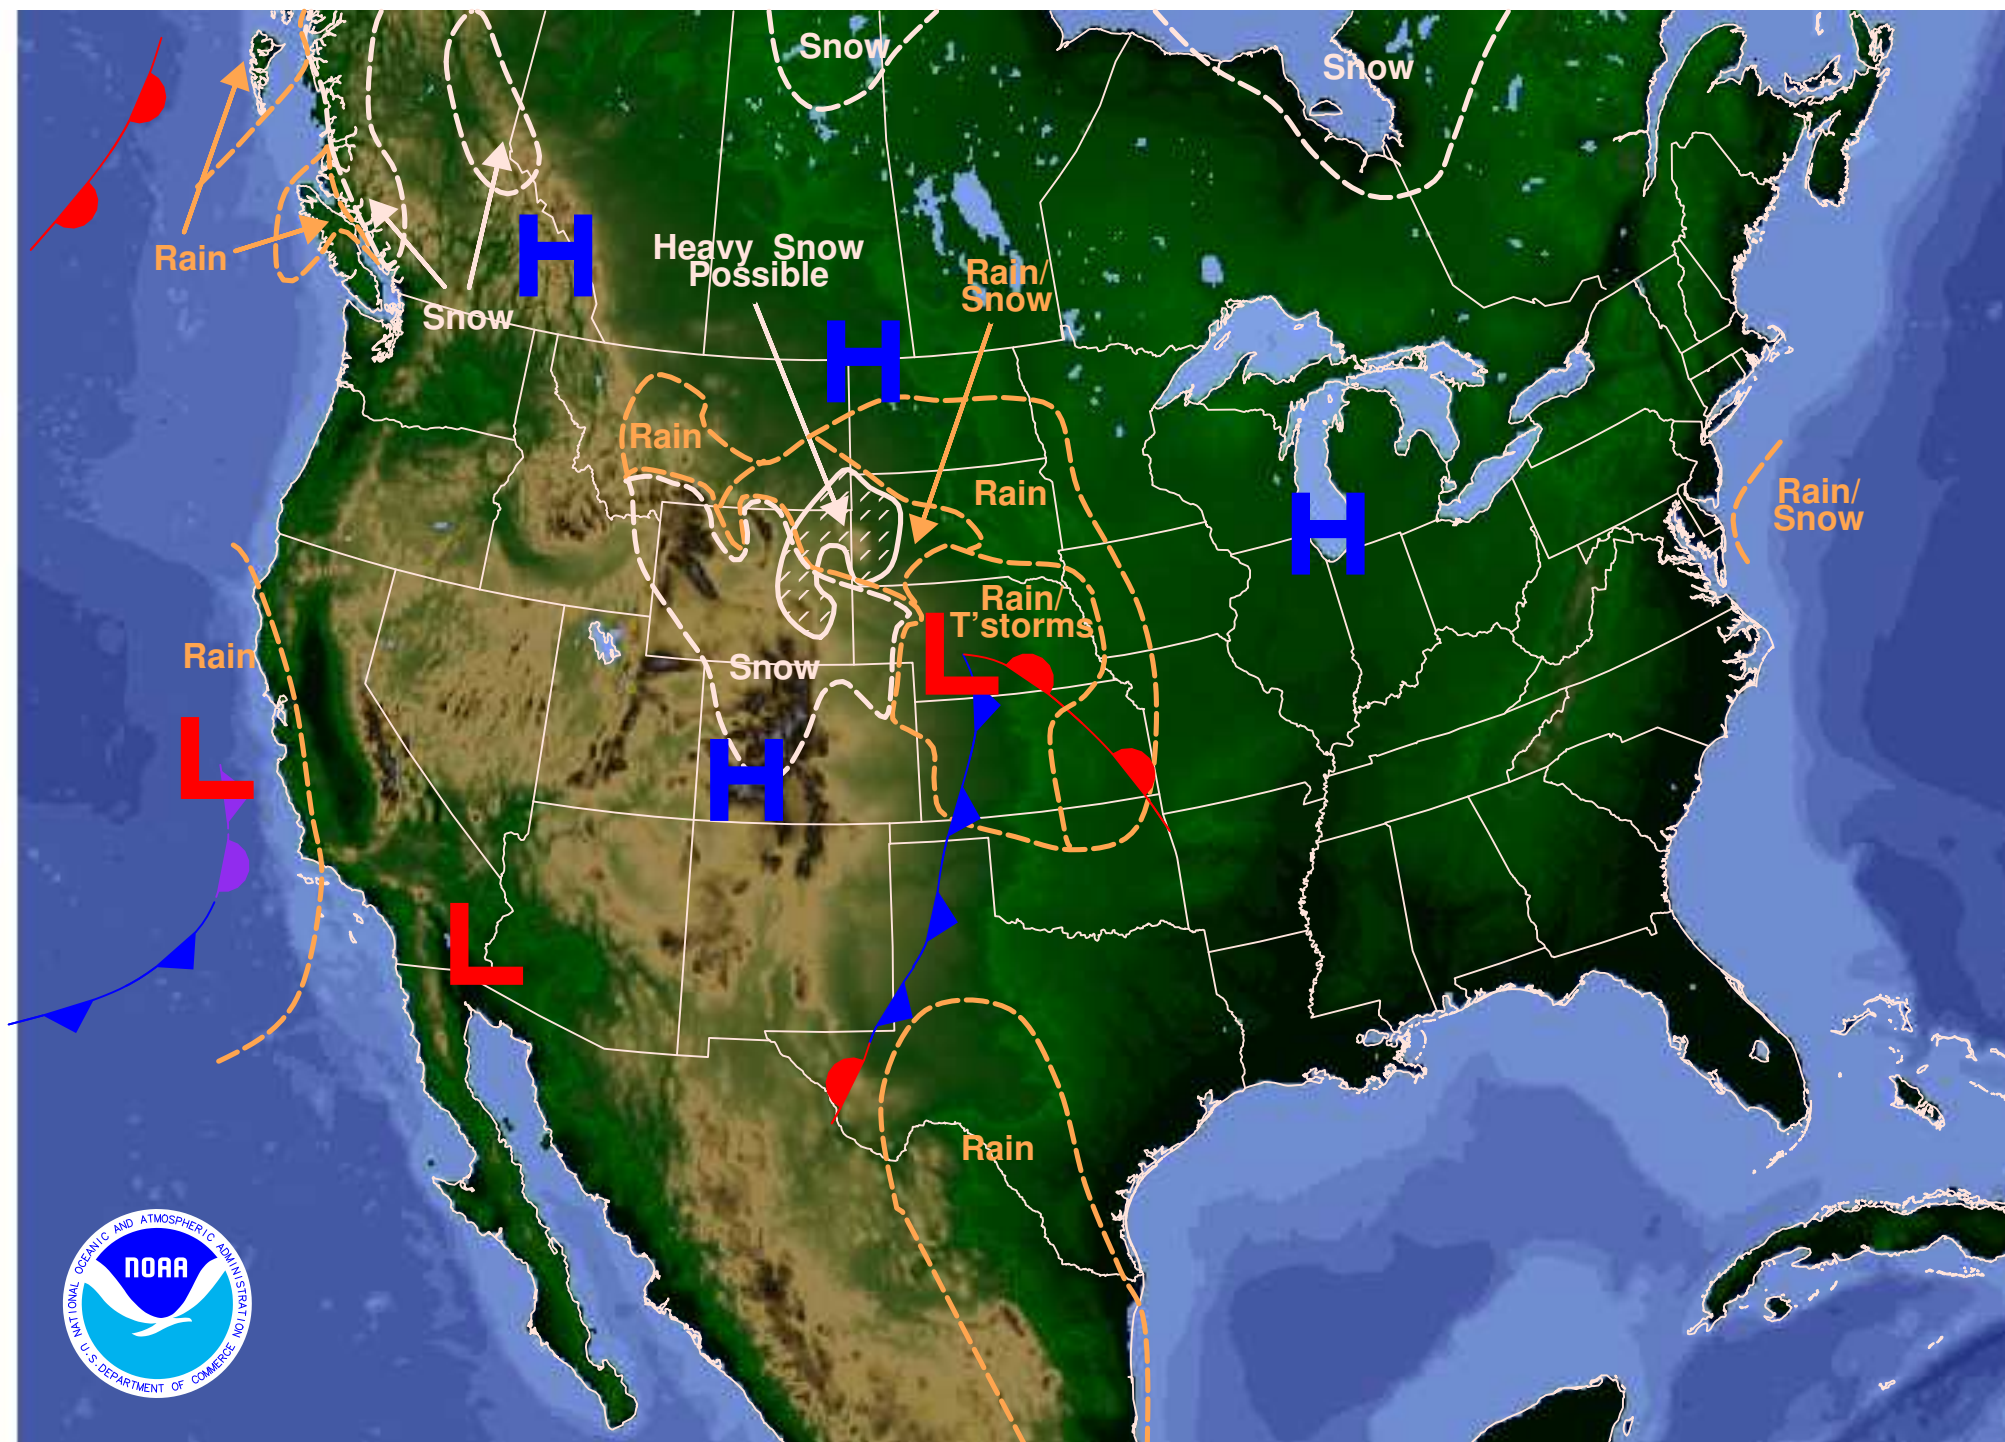 Snow
Snow
Rain
Heavy Snow
Possible
Rain/
Snow
Snow
Rain
Rain
Rain/
Snow
Rain/
T'storms
Rain
Snow
H
H
H
H
L
L
L
Rain
NATIONAL OCEANIC AND ATMOSPHERIC ADMINISTRATION
NOAA
U.S. DEPARTMENT OF COMMERCE